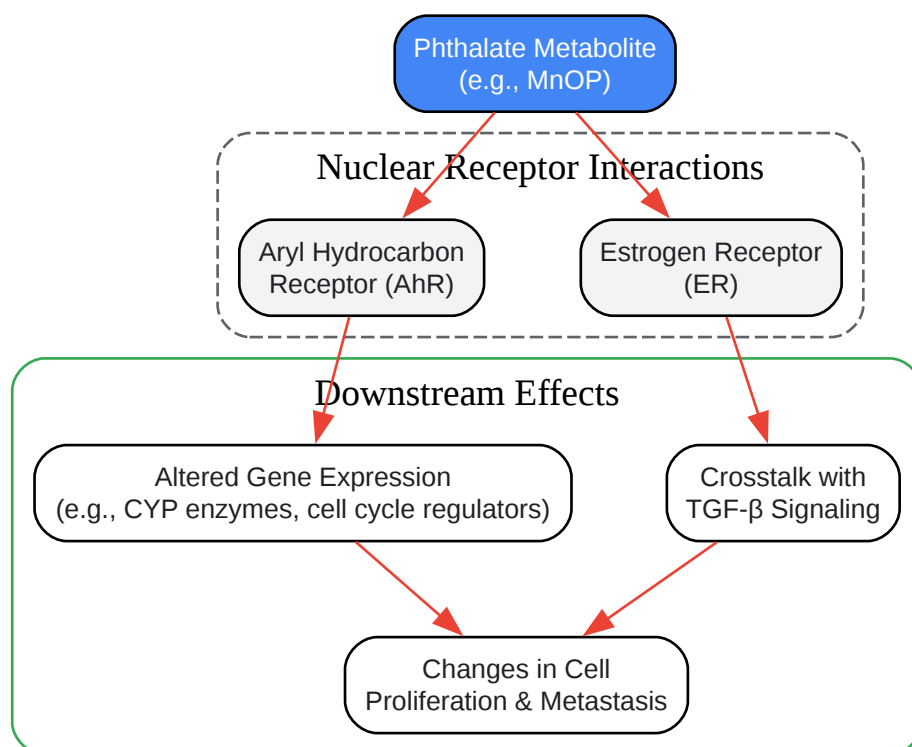 Phthalate Metabolite
(e.g., MnOP)
Nuclear Receptor Interactions
Aryl Hydrocarbon
Receptor (AhR)
Estrogen Receptor
(ER)
Downstream Effects
Altered Gene Expression
(e.g., CYP enzymes, cell cycle regulators)
Crosstalk with
TGF-β Signaling
Changes in Cell
Proliferation & Metastasis